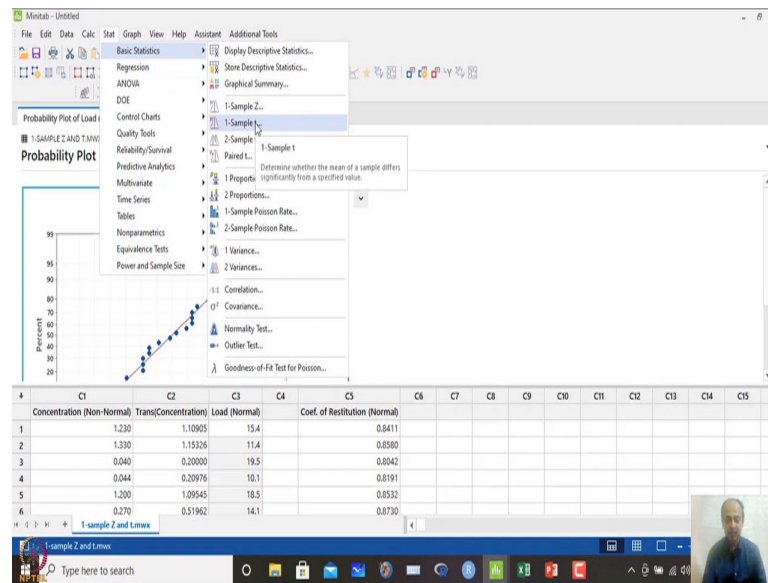 Minitab - Untitled
File Edit Data Calc Stat Graph View Help Assistant Additional Tools
Basic Statistics
Regression
ANOVA
DOE
Control Charts
Quality Tools
Reliability/Survival
Predictive Analytics
Multivariate
Time Series
Tables
Nonparametrics
Equivalence Tests
Power and Sample Size
Display Descriptive Statistics...
Store Descriptive Statistics...
Graphical Summary...
1-Sample Z...
1-Sample t...
2-Sample
Paired t...
1 Proporti
2 Proportions...
1-Sample Poisson Rate...
2-Sample Poisson Rate...
1 Variance...
2 Variances...
Correlation...
Covariance...
Normality Test...
Outlier Test...
Goodness-of-Fit Test for Poisson...
1-Sample t
Determine whether the mean of a sample differs
significantly from a specified value.
Probability Plot of Load (
1-SAMPLE Z AND T.MW
Probability Plot
Percent
99
95
90
80
70
60
50
40
30
20
C1 C2 C3 C4 C5 C6 C7 C8 C9 C10 C11 C12 C13 C14 C15
Concentration (Non-Normal) Trans(Concentration) Load (Normal) Coef. of Restitution (Normal)
1 1.230 1.10905 15.4 0.8411
2 1.330 1.15326 11.4 0.8580
3 0.040 0.20000 19.5 0.8042
4 0.044 0.20976 10.1 0.8191
5 1.200 1.09545 18.5 0.8532
6 0.270 0.51962 14.1 0.8730
1-sample Z and t.mwx
1-sample Z and t.mwx
Type here to search
NPTEL